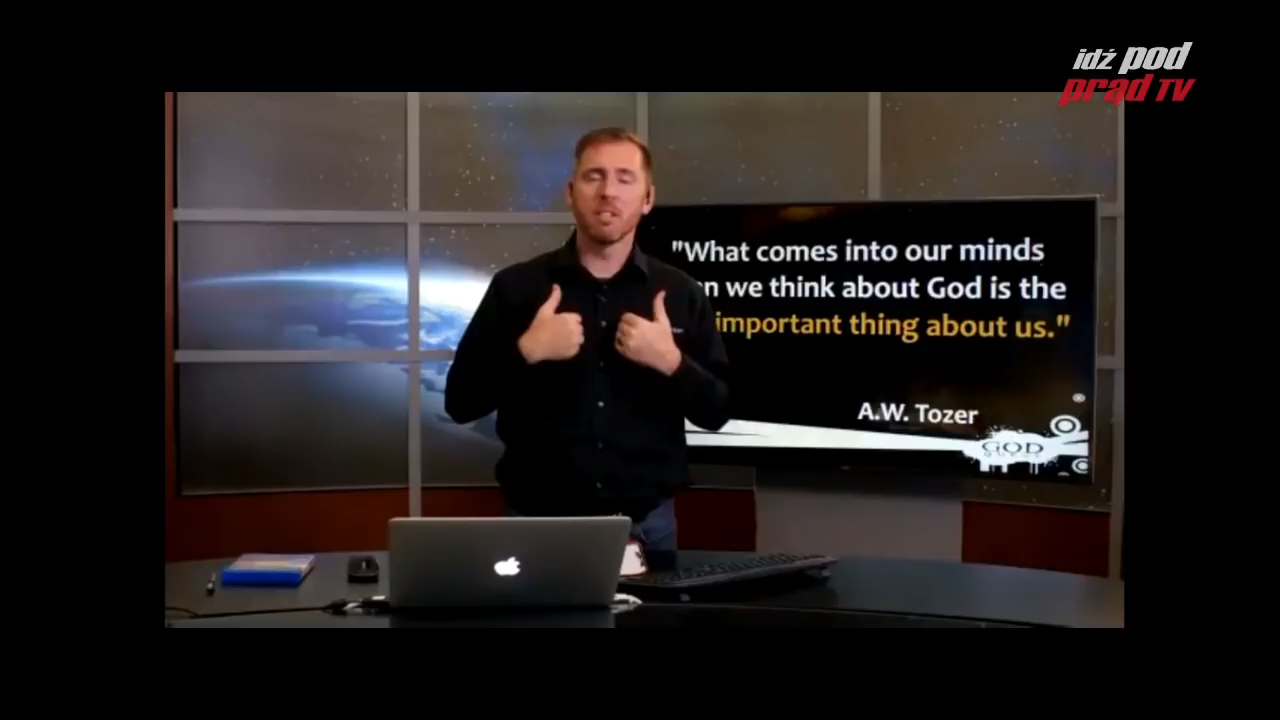 idź pod
prąd TV
"What comes into our minds
we think about God is the
important thing about us."
A.W. Tozer
GOD